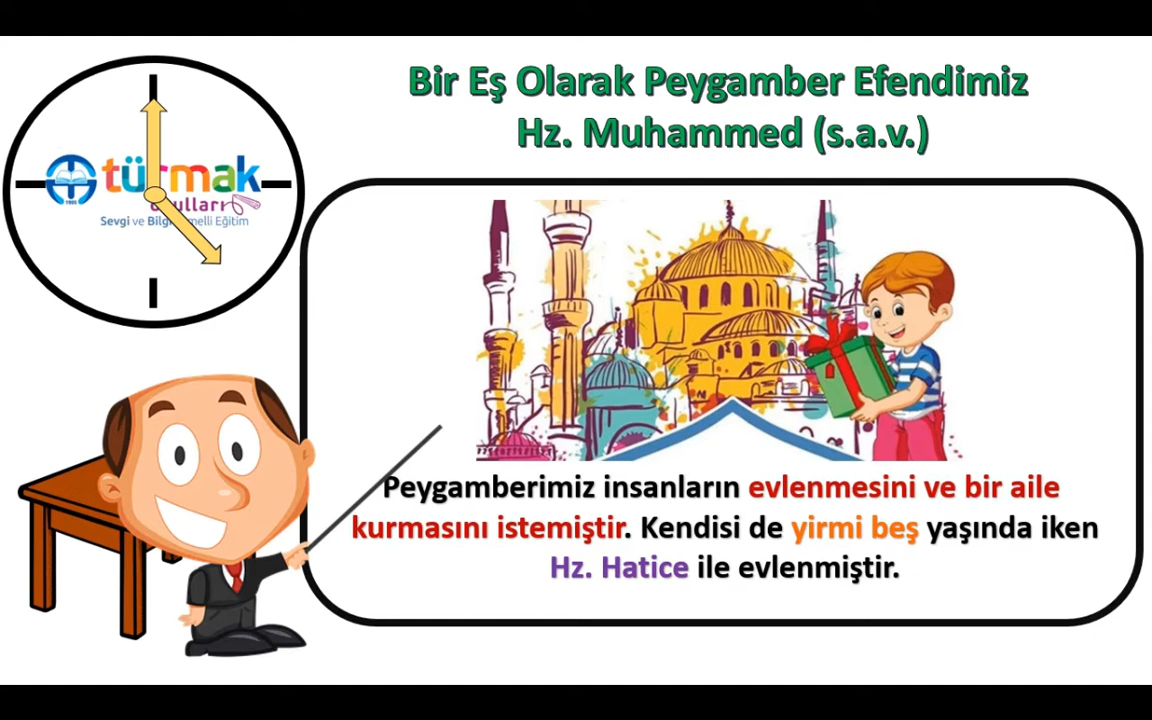 Bir Eş Olarak Peygamber Efendimiz
Hz. Muhammed (s.a.v.)
türmak
Sevgi ve Eğitim
Peygamberimiz insanların evlenmesini ve bir aile
kurmasını istemiştir. Kendisi de yirmi beş yaşında iken
Hz. Hatice ile evlenmiştir.